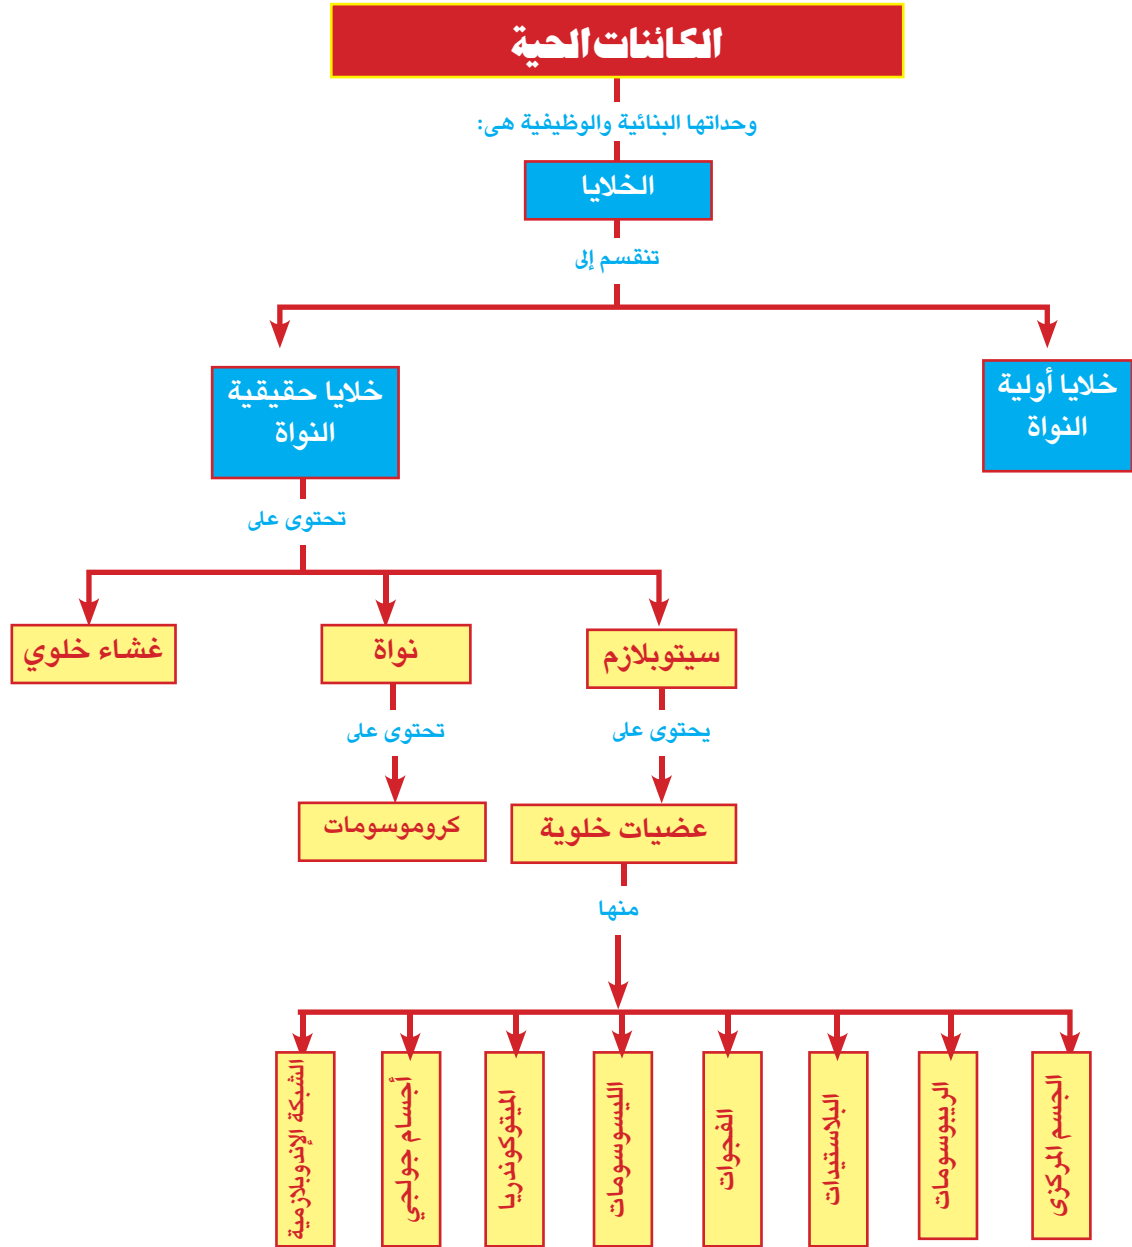 الكائنات الحية
وحداتها البنائية والوظيفية هى:
الخلايا
تنقسم إلى
خلايا أولية
النواة
خلايا حقيقية
النواة
تحتوى على
سيتوبلازم
نواة
غشاء خلوي
يحتوى على
تحتوى على
عضيات خلوية
كروموسومات
منها
الجسم المركزى
الريبوسومات
البلاستيدات
الفجوات
الليسوسومات
الميتوكوندريا
أجسام جولجي
الشبكة الإندوبلازمية